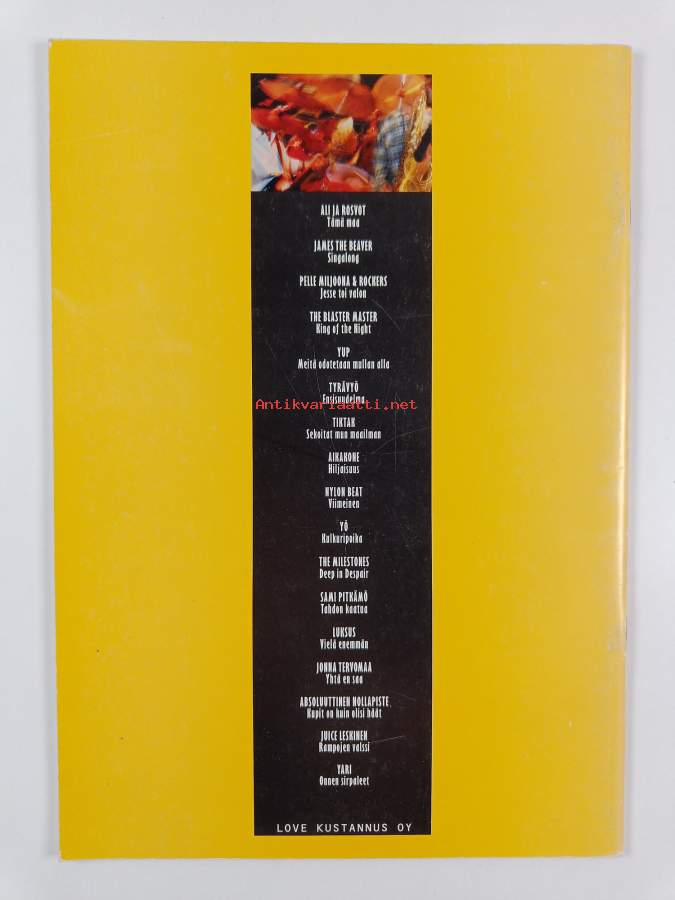 ALI JA ROSVOT
Tämä maa
JAMES THE BEAVER
Singalong
PELLE MILJOONA & ROCKERS
Jesse toi valon
THE BLASTER MASTER
King of the Night
YUP
Meitä odotetaan mullan alla
TYRÄVYÖ
Ensisuudelma
Antikvariaatti.net
TIKTAK
Sekoitat mun maailman
AIKAKONE
Hiljaisuus
NYLON BEAT
Viimeinen
YÖ
Kulkuripoika
THE MILESTONES
Deep in Despair
SAMI PITKÄMÖ
Tahdon kaatua
LUKSUS
Vielä enemmän
JONNA TERVOMAA
Yhtä en saa
ABSOLUUTTINEN NOLLAPISTE
Kupit on kuin olisi häät
JUICE LESKINEN
Rampojen valssi
YARI
Onnen sirpaleet
LOVE KUSTANNUS OY